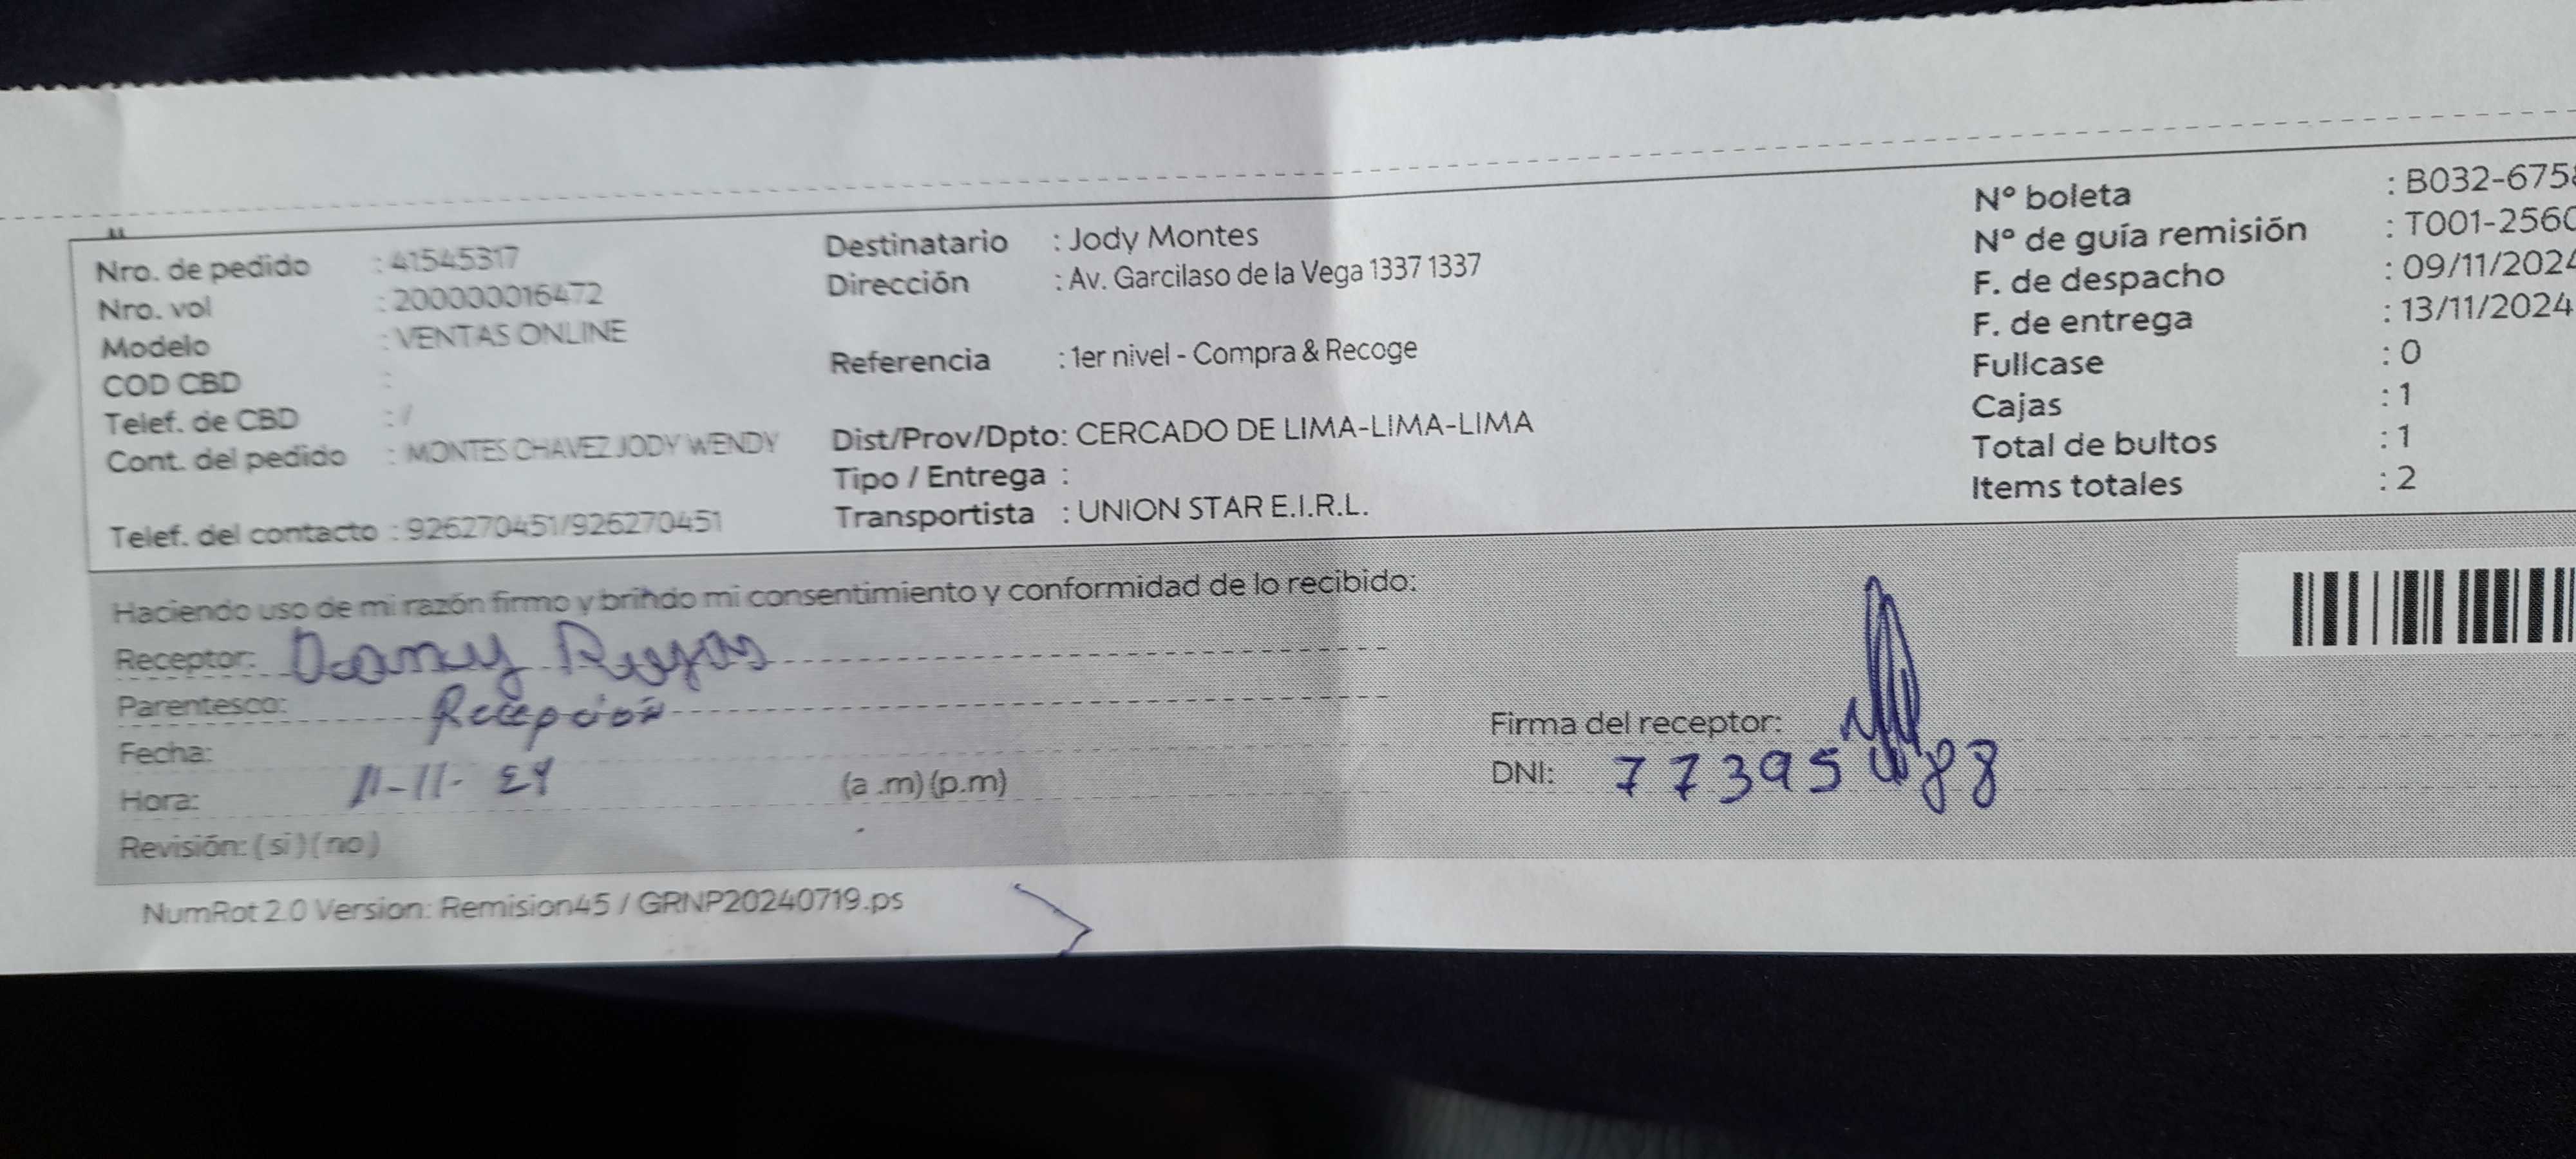 Nro. de pedido : 41545317
Nro. vol : 200000016472
Modelo : VENTAS ONLINE
COD CBD :
Telef. de CBD : /
Cont. del pedido : MONTES CHAVEZ JODY WENDY
Telef. del contacto : 926270451/926270451
Destinatario : Jody Montes
Dirección : Av. Garcilaso de la Vega 1337 1337
Referencia : 1er nivel - Compra & Recoge
Dist/Prov/Dpto: CERCADO DE LIMA-LIMA-LIMA
Tipo / Entrega :
Transportista : UNION STAR E.I.R.L.
Nº boleta : B032-675
Nº de guía remisión : T001-256
F. de despacho : 09/11/2024
F. de entrega : 13/11/2024
Fullcase : 0
Cajas : 1
Total de bultos : 1
Items totales : 2
Haciendo uso de mi razón firmo y brindo mi consentimiento y conformidad de lo recibido:
Receptor:
Parentesco: Recepción
Fecha:
Hora: 11-11-24 (a .m) (p.m)
Revisión: (si) (no)
Firma del receptor:
DNI:
NumRot 2.0 Version: Remision45 / GRNP20240719.ps